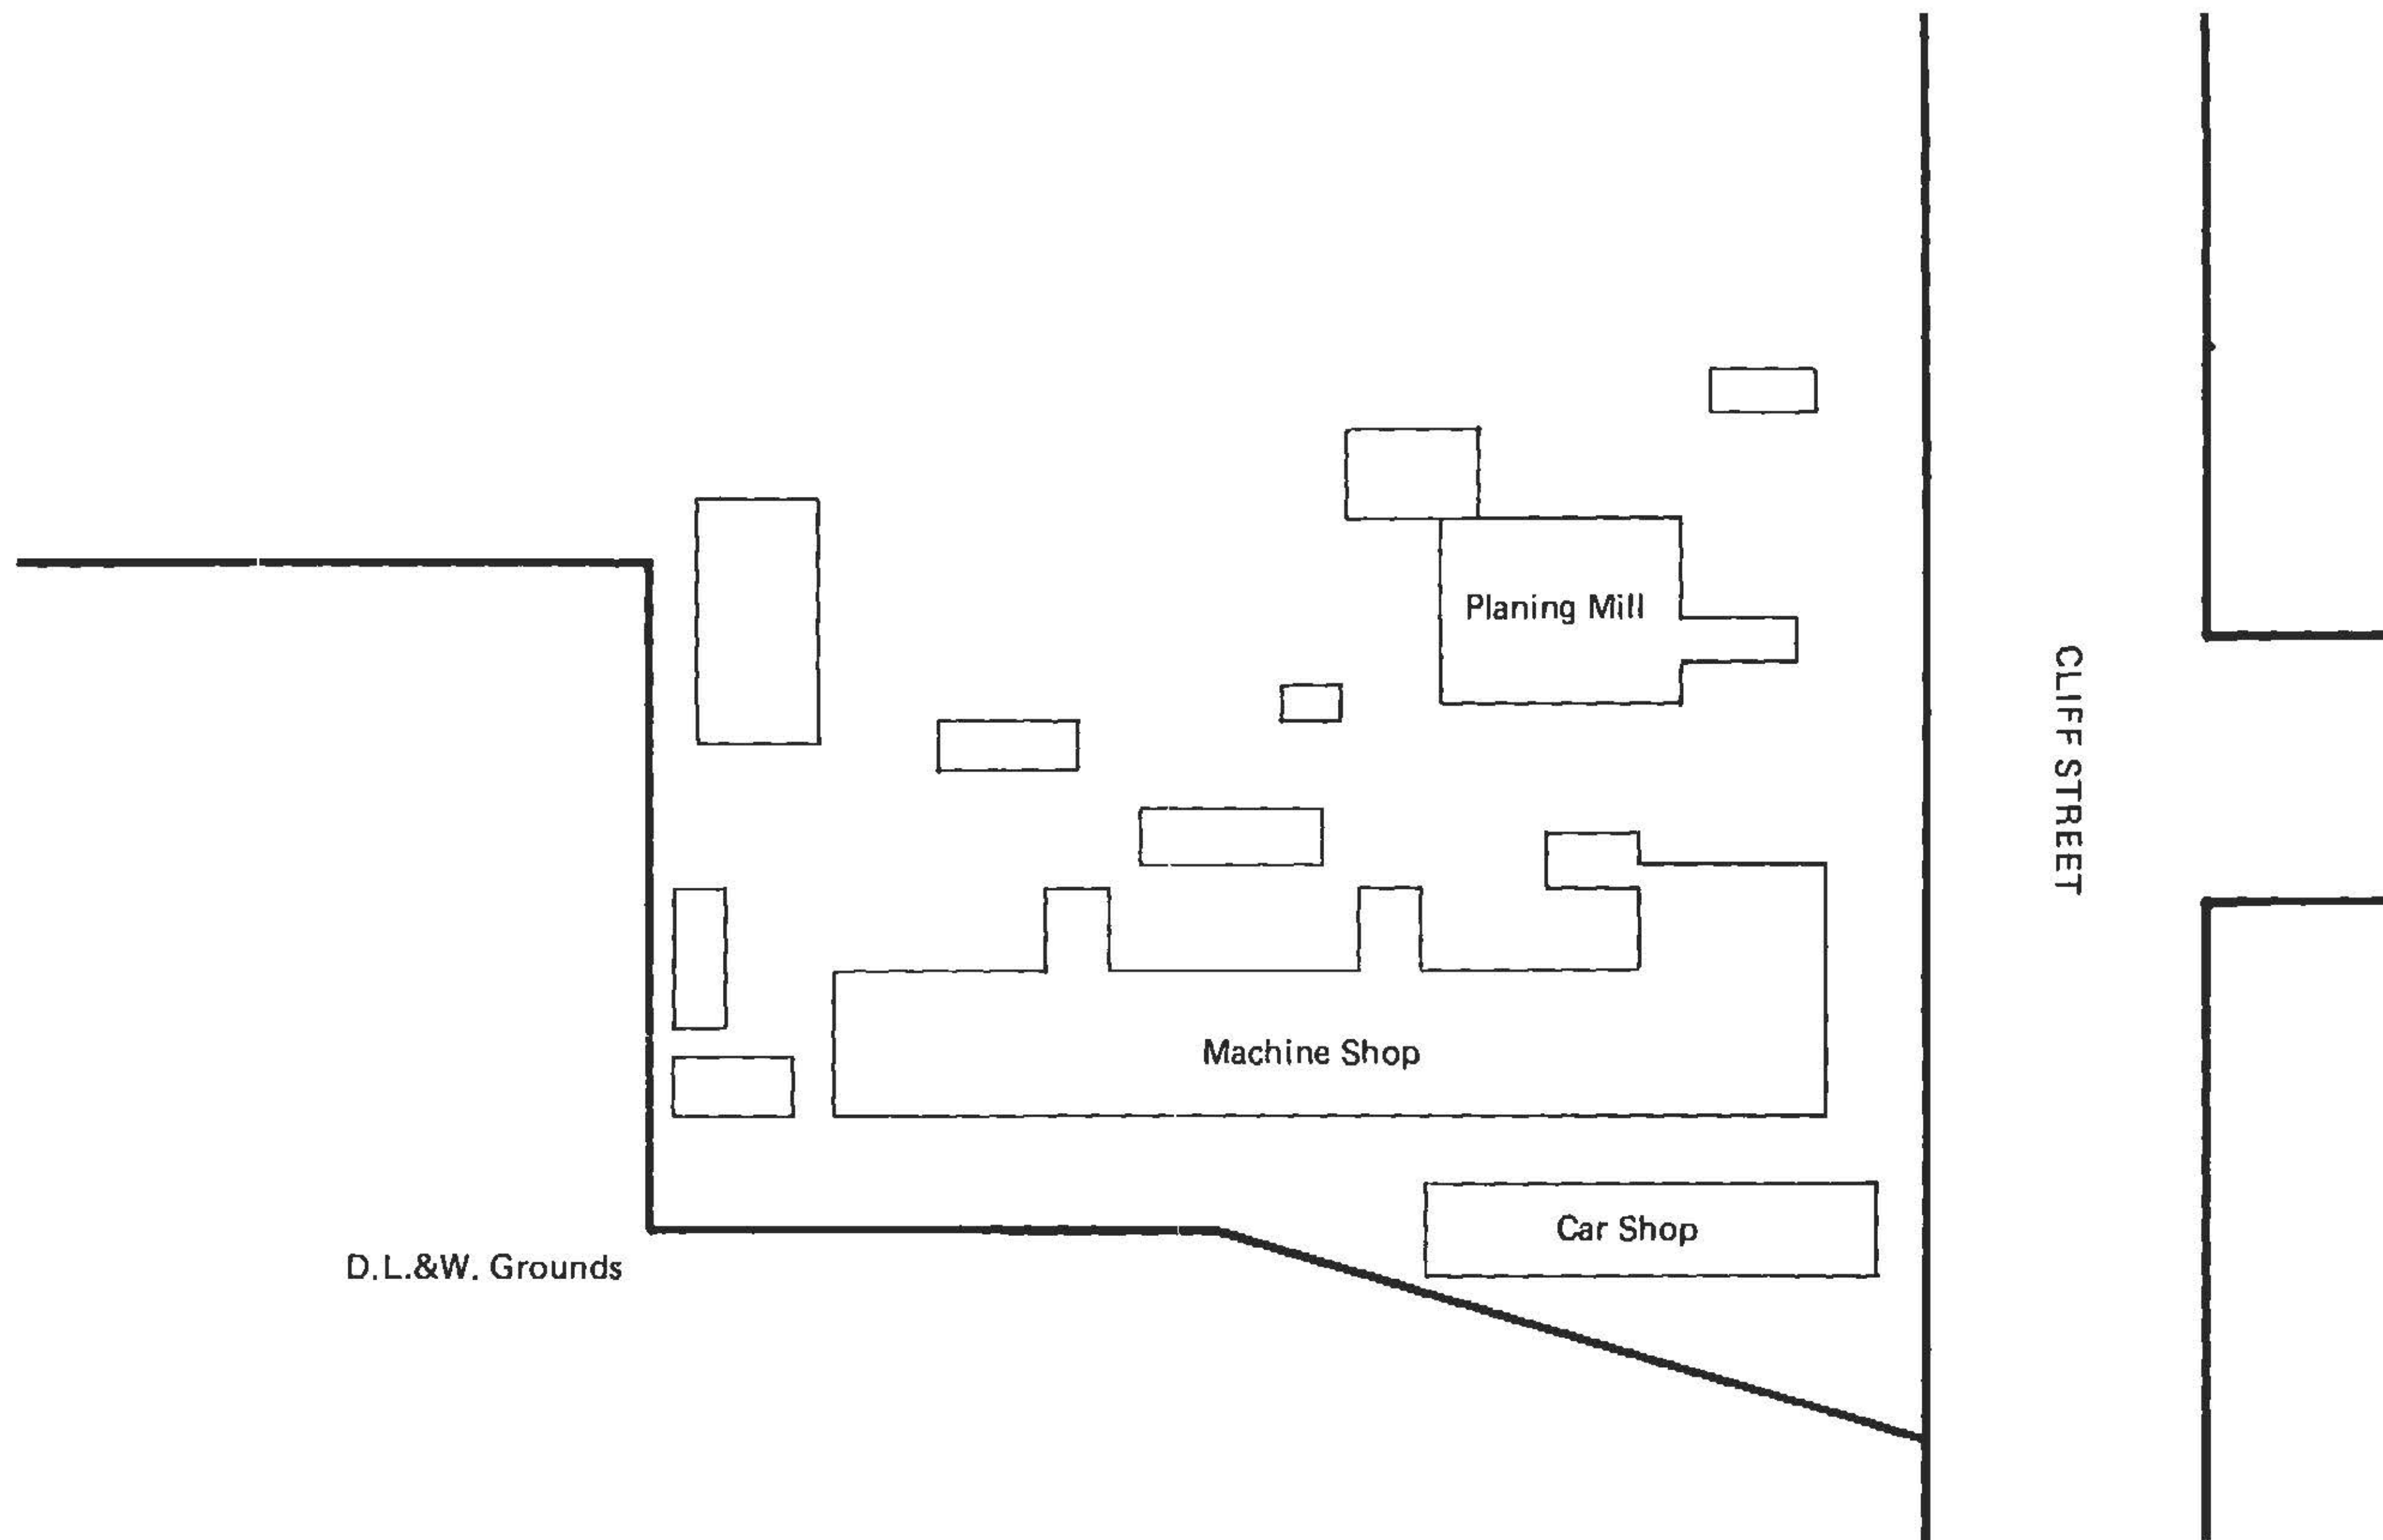 Planing Mill
CLIFF STREET
Machine Shop
Car Shop
D.L.&W. Grounds